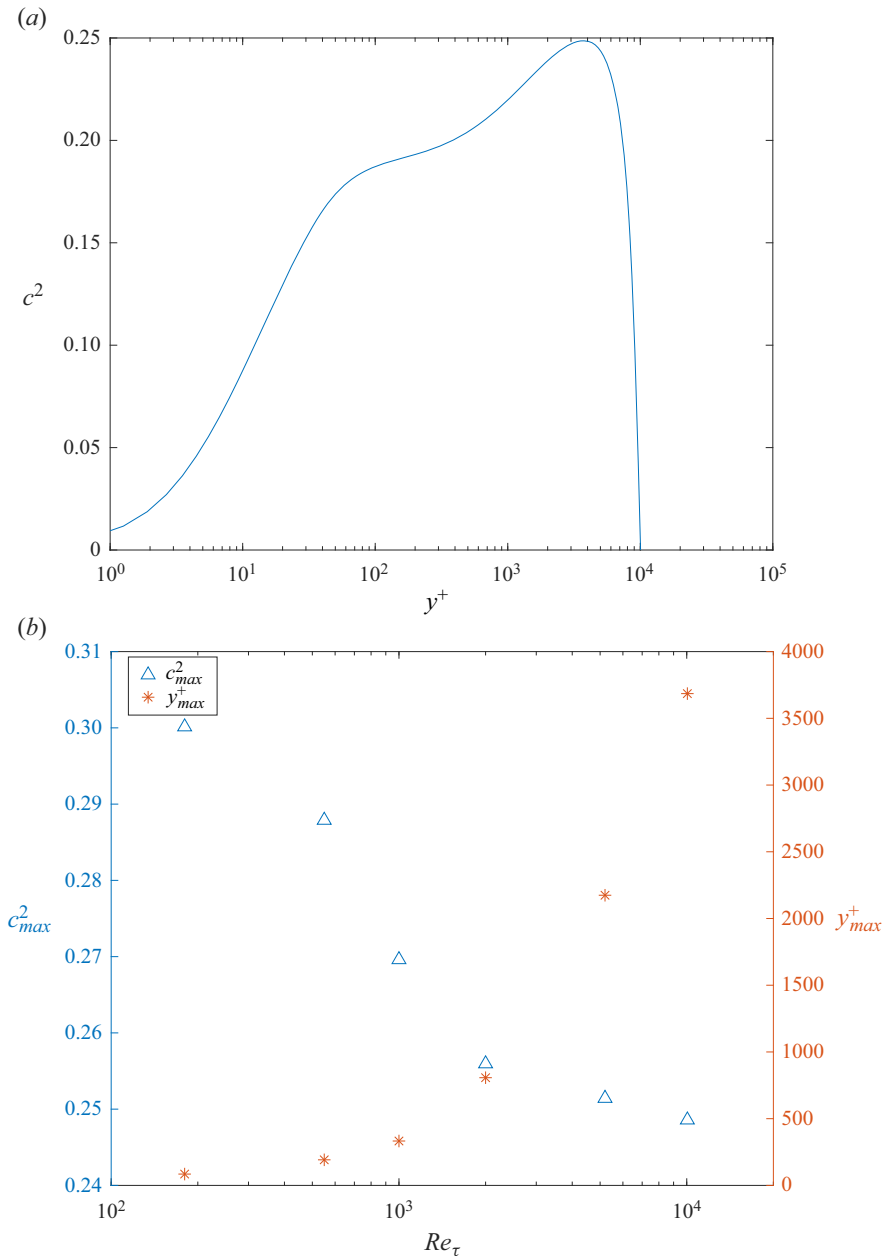 (a)
0.25
0.20
0.15
c²
0.10
0.05
0
10⁰ 10¹ 10² 10³ 10⁴ 10⁵
y⁺
(b)
0.31 4000
c²max
y⁺max
0.30 3500
0.29 3000
0.28 2500
c²max 2000 y⁺max
0.27 1500
0.26 1000
0.25 500
0.24 0
10² 10³ 10⁴
Reτ